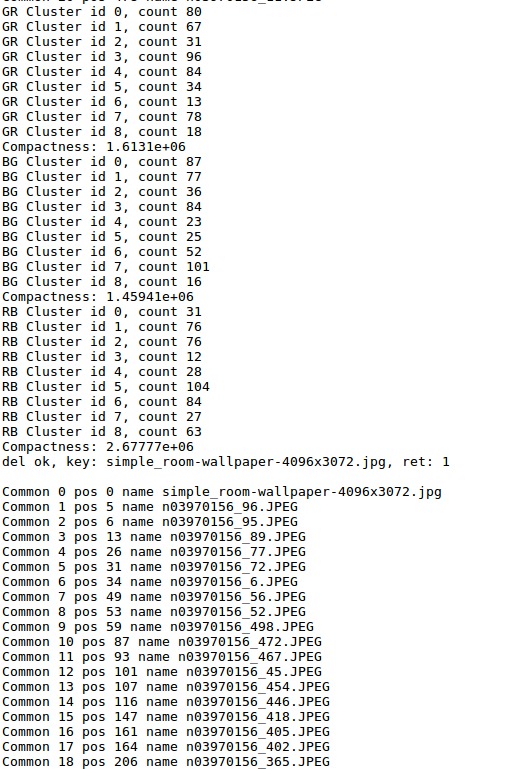 GR Cluster id 0, count 80
GR Cluster id 1, count 67
GR Cluster id 2, count 31
GR Cluster id 3, count 96
GR Cluster id 4, count 84
GR Cluster id 5, count 34
GR Cluster id 6, count 13
GR Cluster id 7, count 78
GR Cluster id 8, count 18
Compactness: 1.6131e+06
BG Cluster id 0, count 87
BG Cluster id 1, count 77
BG Cluster id 2, count 36
BG Cluster id 3, count 84
BG Cluster id 4, count 23
BG Cluster id 5, count 25
BG Cluster id 6, count 52
BG Cluster id 7, count 101
BG Cluster id 8, count 16
Compactness: 1.45941e+06
RB Cluster id 0, count 31
RB Cluster id 1, count 76
RB Cluster id 2, count 76
RB Cluster id 3, count 12
RB Cluster id 4, count 28
RB Cluster id 5, count 104
RB Cluster id 6, count 84
RB Cluster id 7, count 27
RB Cluster id 8, count 63
Compactness: 2.67777e+06
del ok, key: simple_room-wallpaper-4096x3072.jpg, ret: 1
Common 0 pos 0 name simple_room-wallpaper-4096x3072.jpg
Common 1 pos 5 name n03970156_96.JPEG
Common 2 pos 6 name n03970156_95.JPEG
Common 3 pos 13 name n03970156_89.JPEG
Common 4 pos 26 name n03970156_77.JPEG
Common 5 pos 31 name n03970156_72.JPEG
Common 6 pos 34 name n03970156_6.JPEG
Common 7 pos 49 name n03970156_56.JPEG
Common 8 pos 53 name n03970156_52.JPEG
Common 9 pos 59 name n03970156_498.JPEG
Common 10 pos 87 name n03970156_472.JPEG
Common 11 pos 93 name n03970156_467.JPEG
Common 12 pos 101 name n03970156_45.JPEG
Common 13 pos 107 name n03970156_454.JPEG
Common 14 pos 116 name n03970156_446.JPEG
Common 15 pos 147 name n03970156_418.JPEG
Common 16 pos 161 name n03970156_405.JPEG
Common 17 pos 164 name n03970156_402.JPEG
Common 18 pos 206 name n03970156_365.JPEG